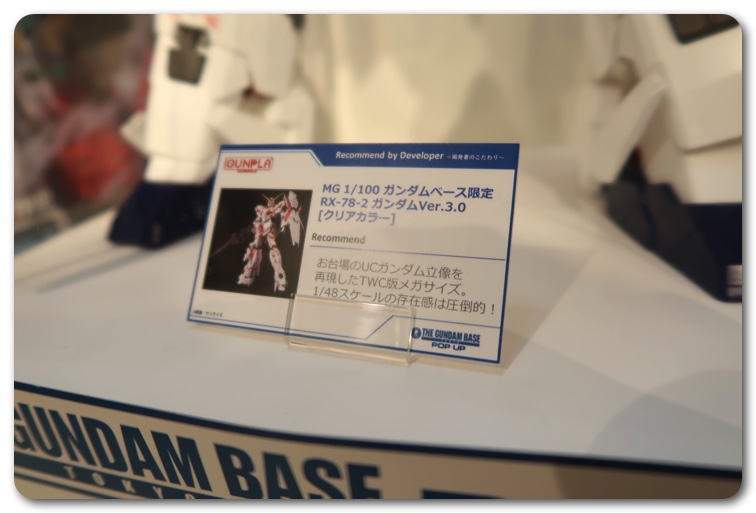 GUNPLA
Recommend by Developer ～開発者のこだわり～
MG 1/100 ガンダムベース限定
RX-78-2 ガンダムVer.3.0
[クリアカラー]
Recommend
お台場のUCガンダム立像を
再現したTWC版メガサイズ。
1/48スケールの存在感は圧倒的！
THE GUNDAM BASE
TOKYO
POP UP
GUNDAM BASE
TOKYO